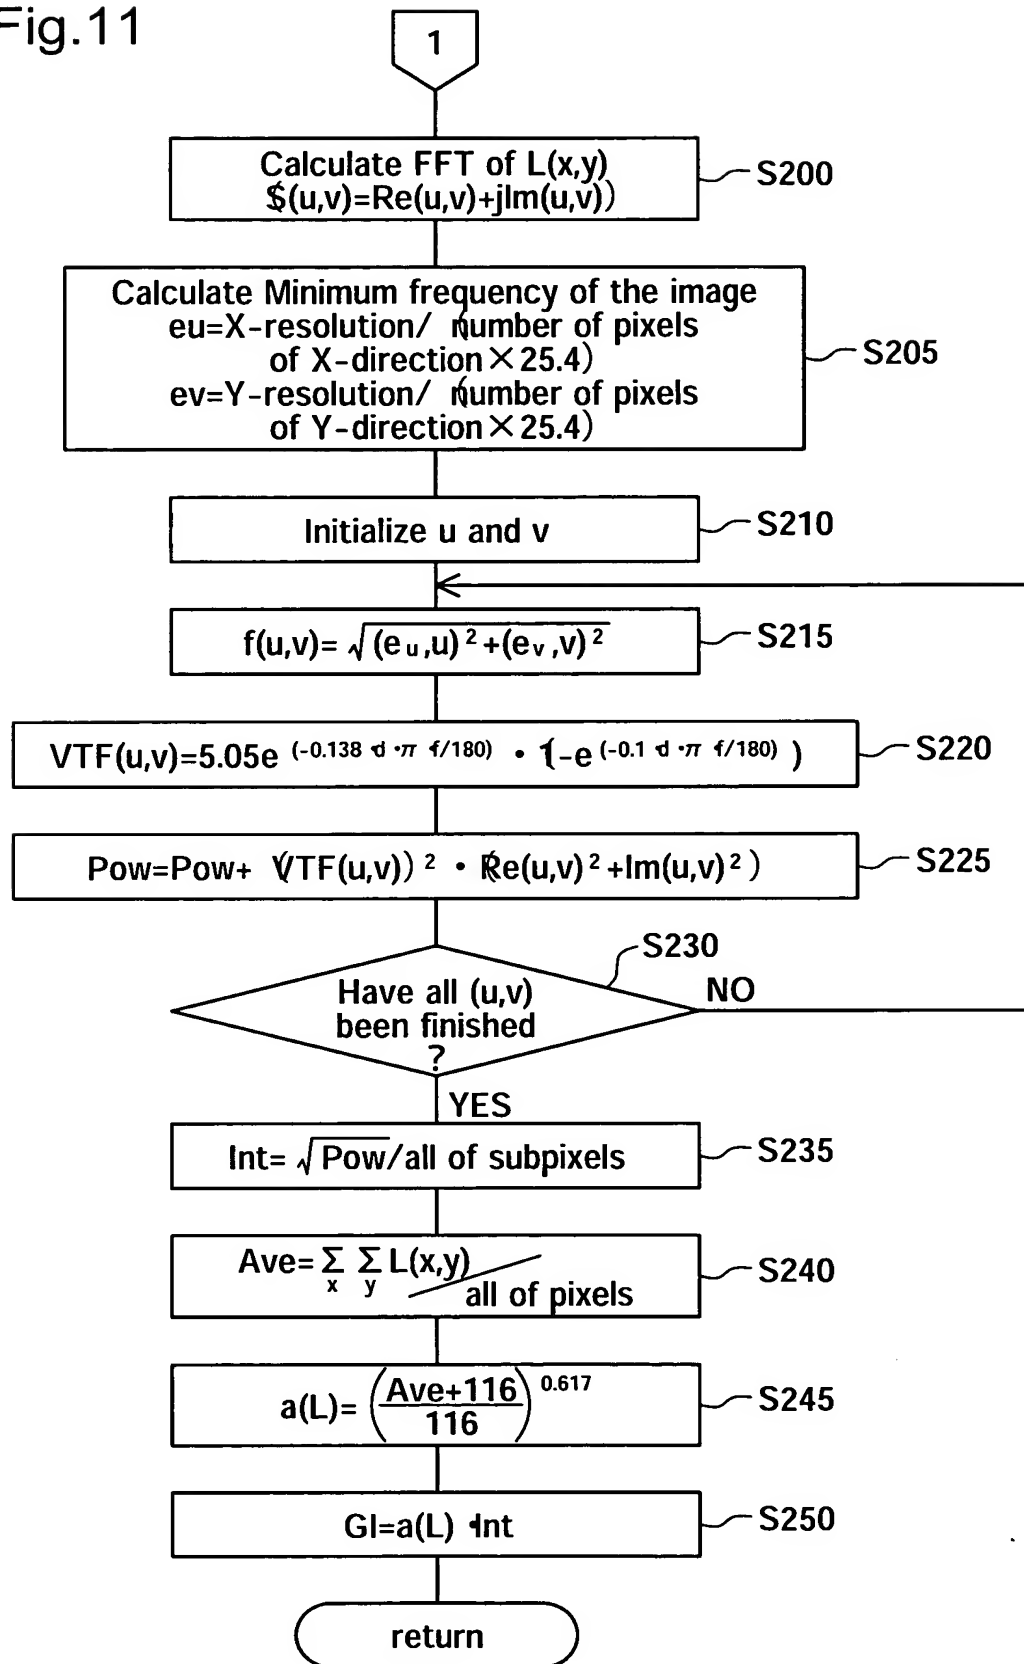 Fig.11
1
Calculate FFT of L(x,y)
(S(u,v)=Re(u,v)+jIm(u,v))
S200
Calculate Minimum frequency of the image
eu=X-resolution/ (number of pixels
of X-direction×25.4)
ev=Y-resolution/ (number of pixels
of Y-direction×25.4)
S205
Initialize u and v
S210
f(u,v)= √(eu,u)²+(ev,v)²
S215
VTF(u,v)=5.05e (-0.138 d·π f/180) · (1-e (-0.1 d·π f/180) )
S220
Pow=Pow+ (VTF(u,v))² · (Re(u,v)²+Im(u,v)²)
S225
S230
Have all (u,v)
been finished
?
NO
YES
Int= √Pow/all of subpixels
S235
Ave= Σx Σy L(x,y)
all of pixels
S240
a(L)= (Ave+116/116) 0.617
S245
GI=a(L) ·Int
S250
return